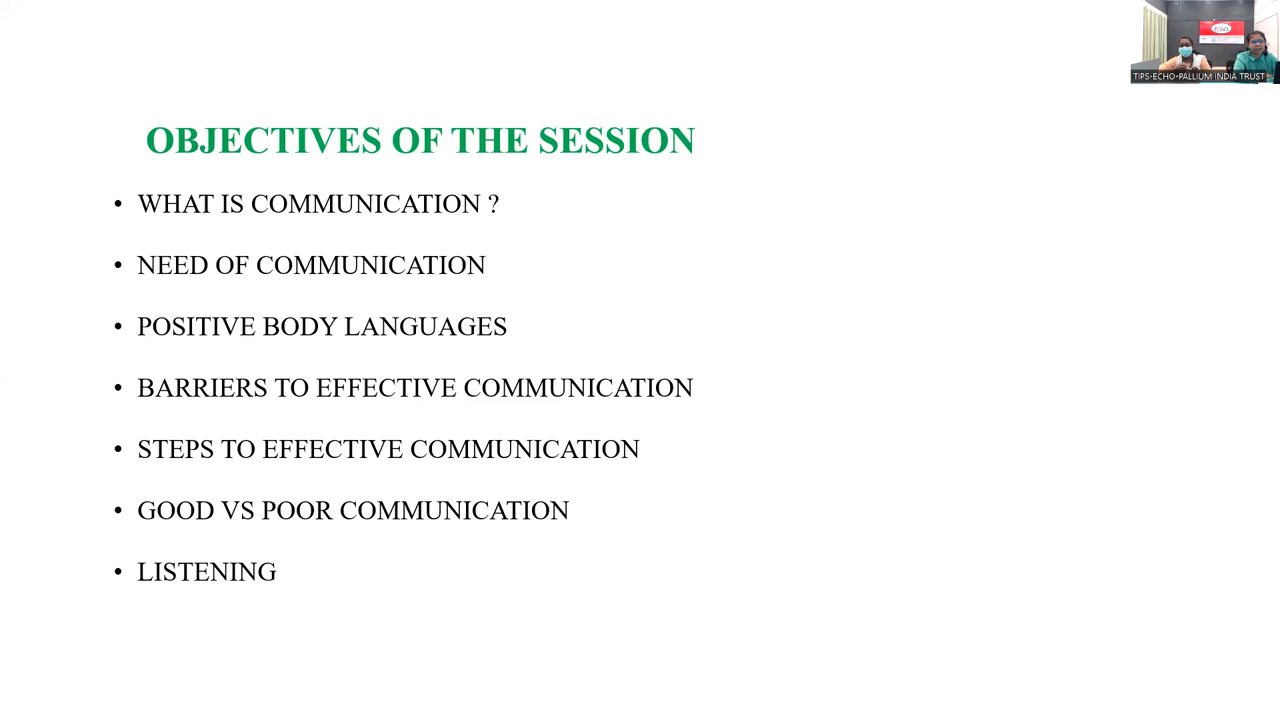 ECHO
TIPS-ECHO-PALLIUM INDIA TRUST
OBJECTIVES OF THE SESSION
• WHAT IS COMMUNICATION ?
• NEED OF COMMUNICATION
• POSITIVE BODY LANGUAGES
• BARRIERS TO EFFECTIVE COMMUNICATION
• STEPS TO EFFECTIVE COMMUNICATION
• GOOD VS POOR COMMUNICATION
• LISTENING